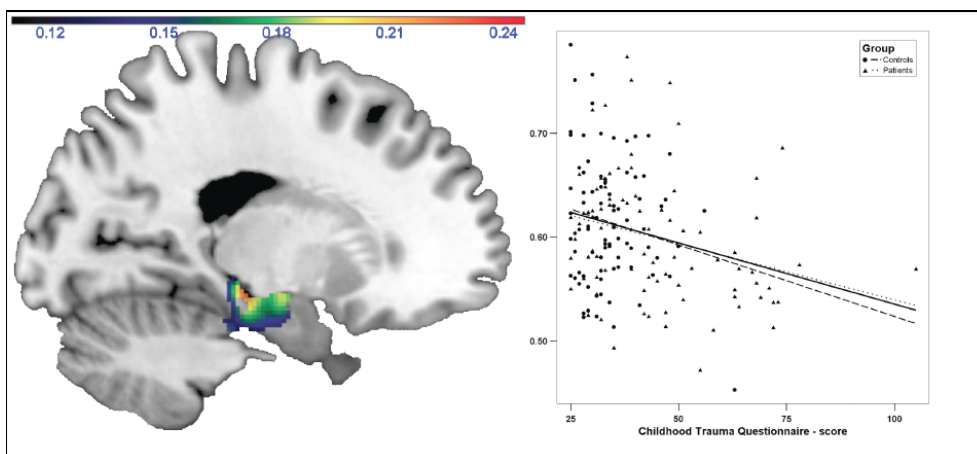 0.12 0.15 0.18 0.21 0.24
Group
Controls
Patients
0.70
0.60
0.50
25 50 75 100
Childhood Trauma Questionnaire - score